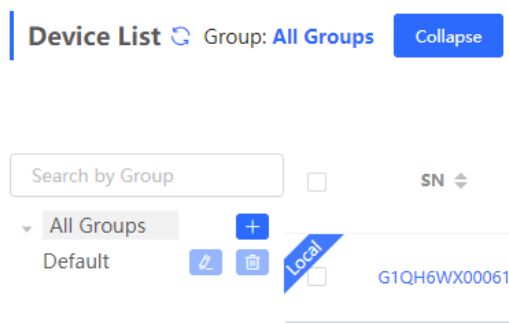 Device List Group: All Groups Collapse
Search by Group
SN
All Groups
Default
Local
G1QH6WX00061